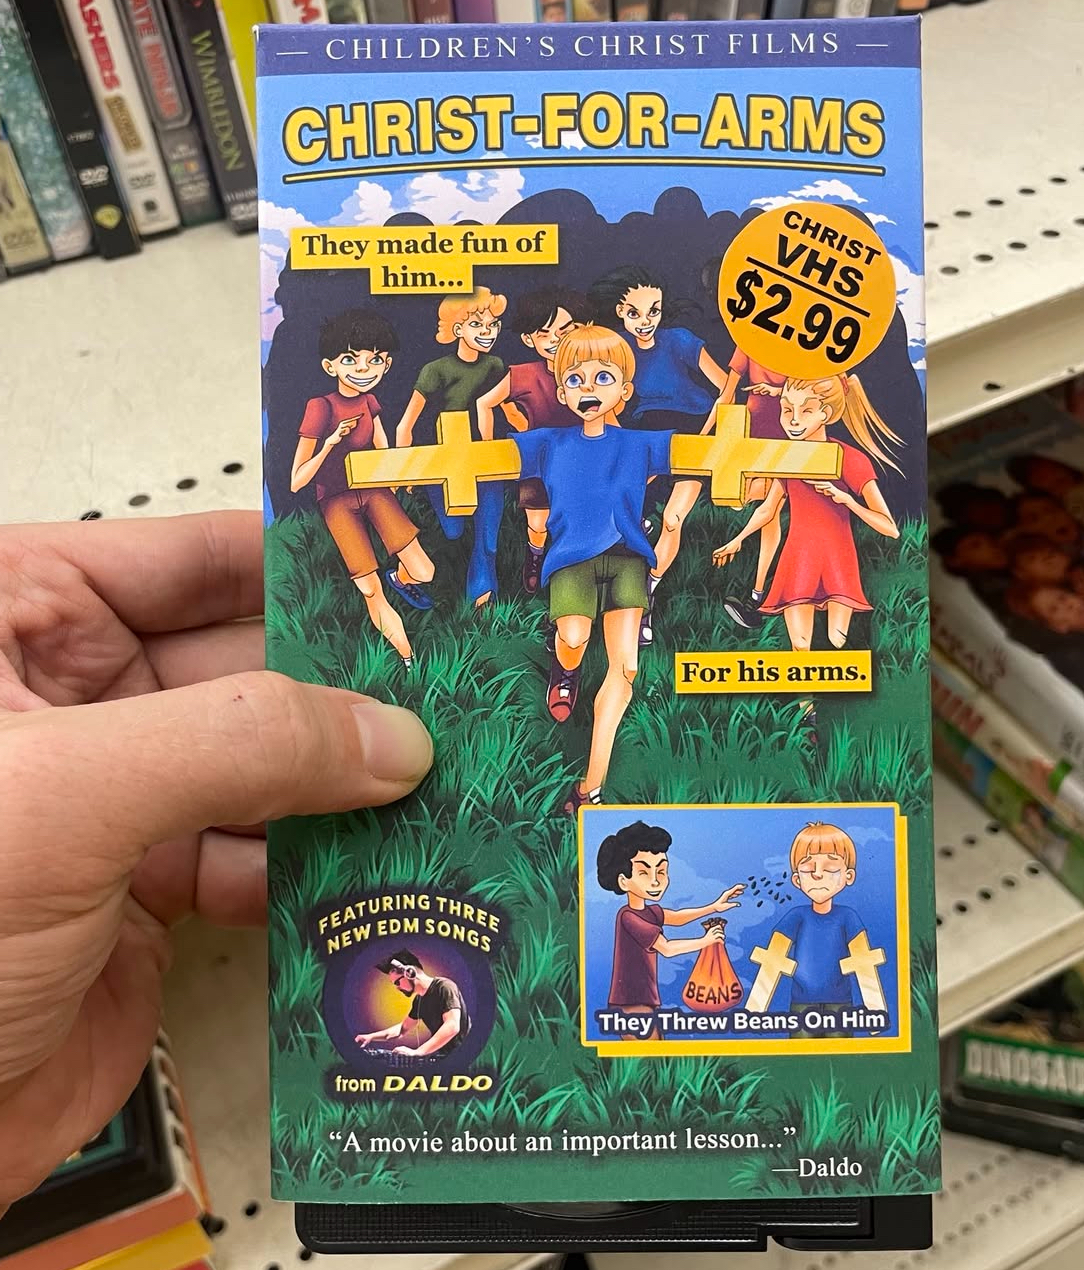 WIMBLEDON
— CHILDREN'S CHRIST FILMS —
CHRIST-FOR-ARMS
They made fun of
him...
CHRIST
VHS
$2.99
For his arms.
FEATURING THREE
NEW EDM SONGS
from DALDO
BEANS
They Threw Beans On Him
"A movie about an important lesson..."
—Daldo